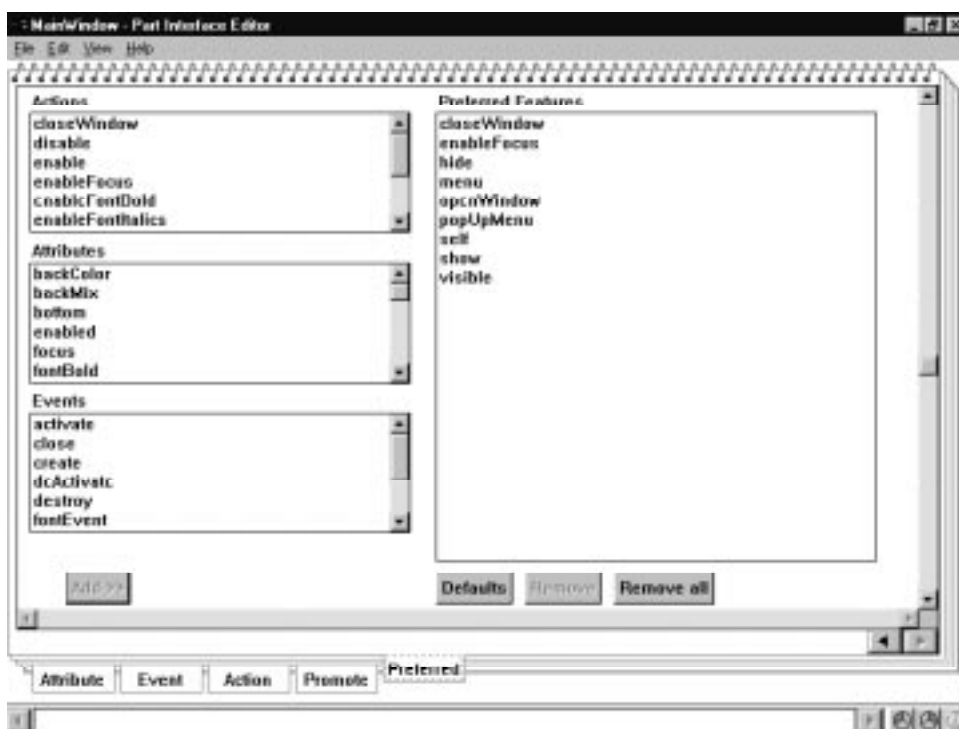 MainWindow - Part Interface Editor
File Edit View Help
Actions
closeWindow
disable
enable
enableFocus
enableFontBold
enableFontItalics
Attributes
backColor
backMix
bottom
enabled
focus
fontBold
Events
activate
close
create
deActivate
destroy
fontEvent
Add >>
Preferred Features
closeWindow
enableFocus
hide
menu
openWindow
popUpMenu
self
show
visible
Defaults Remove Remove all
Attribute Event Action Promote Preferred